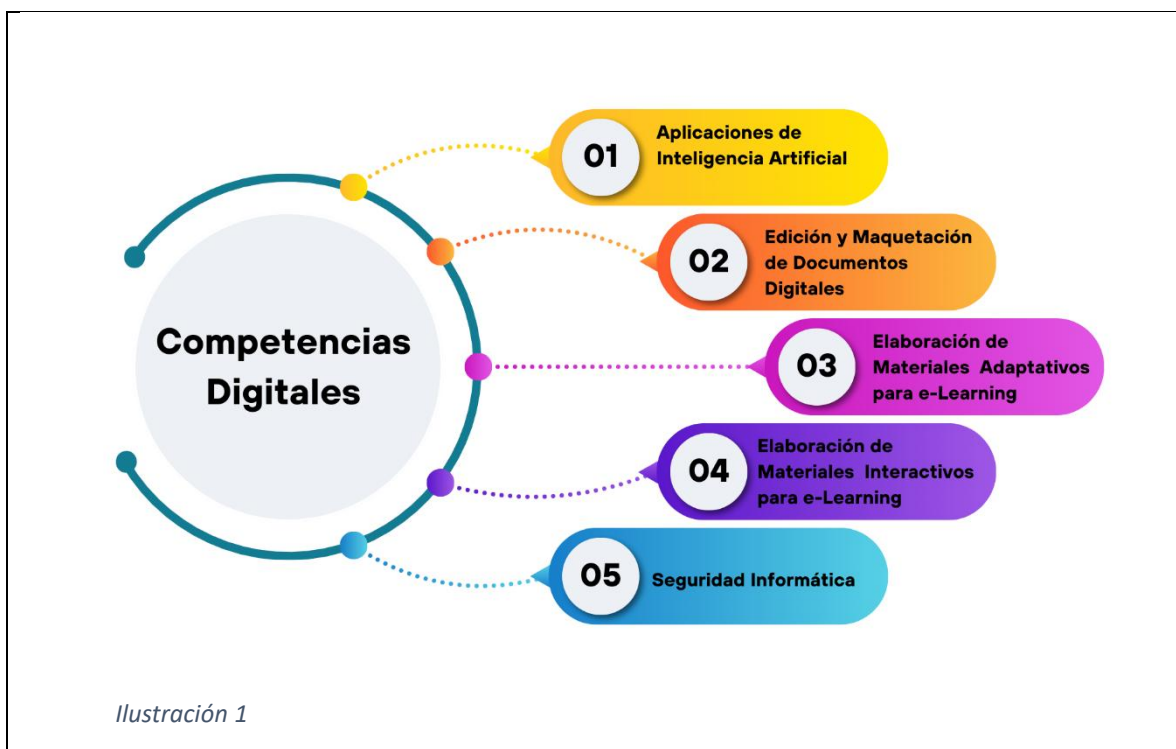 Competencias
Digitales
01
Aplicaciones de
Inteligencia Artificial
02
Edición y Maquetación
de Documentos
Digitales
03
Elaboración de
Materiales Adaptativos
para e-Learning
04
Elaboración de
Materiales Interactivos
para e-Learning
05
Seguridad Informática
Ilustración 1